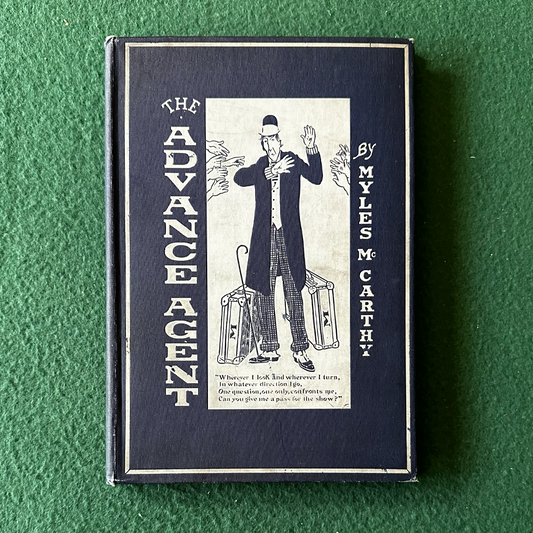 THE
ADVANCE AGENT
BY
MYLES Mc CARTHY
M
M
"Wherever I look and wherever I turn,
In whatever direction I go,
One question, one only, confronts me,
Can you give me a pass for the show?"